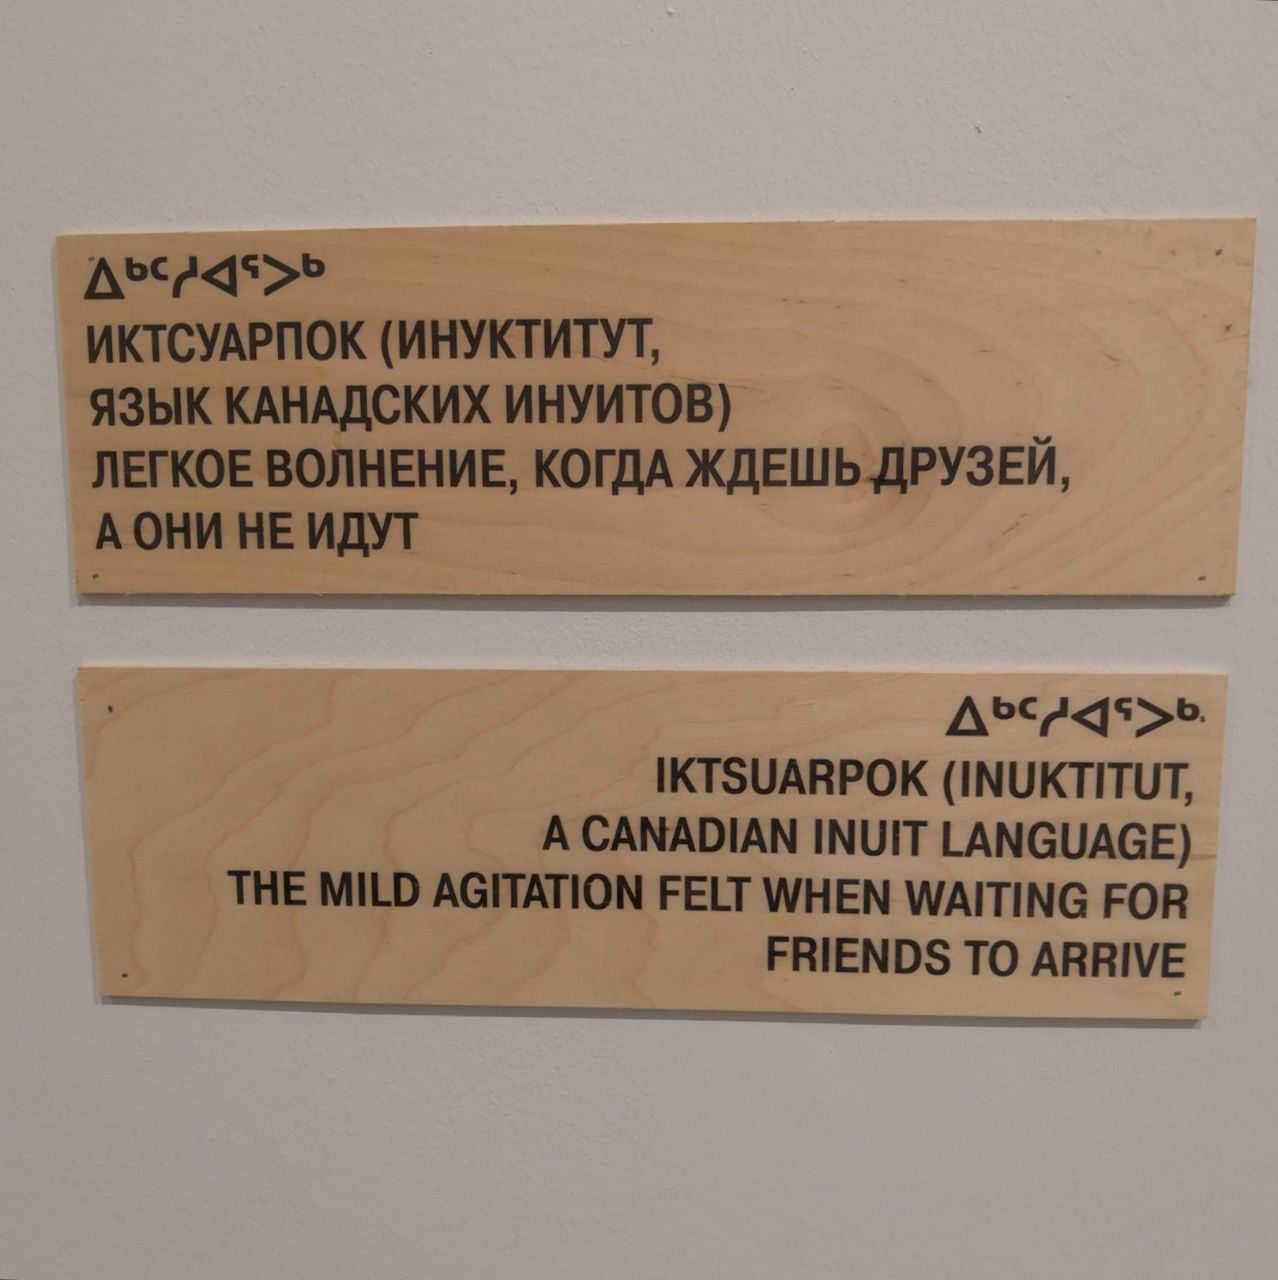 ᐃᒃᑦᓱᐊᕐᐳᒃ
ИКТСУАРПОК (ИНУКТИТУТ,
ЯЗЫК КАНАДСКИХ ИНУИТОВ)
ЛЕГКОЕ ВОЛНЕНИЕ, КОГДА ЖДЕШЬ ДРУЗЕЙ,
А ОНИ НЕ ИДУТ
ᐃᒃᑦᓱᐊᕐᐳᒃ.
IKTSUARPOK (INUKTITUT,
A CANADIAN INUIT LANGUAGE)
THE MILD AGITATION FELT WHEN WAITING FOR
FRIENDS TO ARRIVE